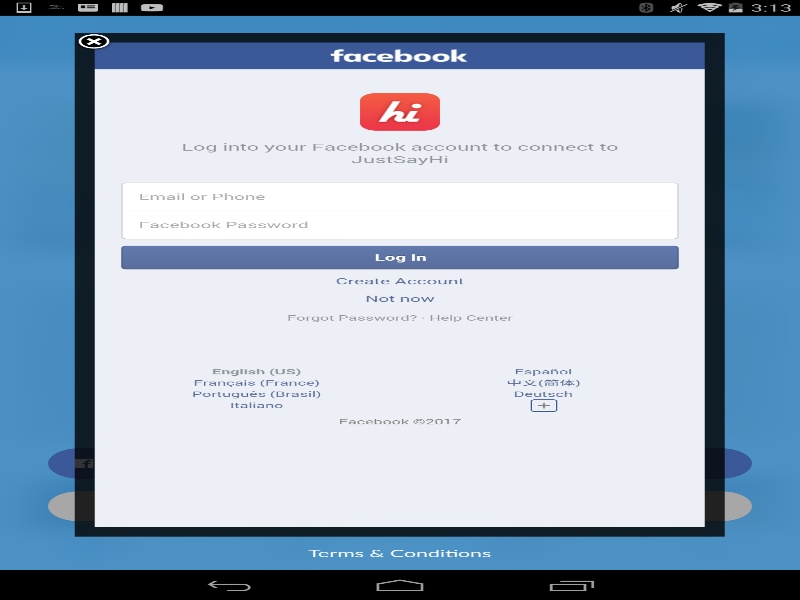 3:13
facebook
hi
Log into your Facebook account to connect to
JustSayHi
Email or Phone
Facebook Password
Log In
Create Account
Not now
Forgot Password? · Help Center
English (US)
Français (France)
Português (Brasil)
Italiano
Español
中文(简体)
Deutsch
Facebook ©2017
Terms & Conditions